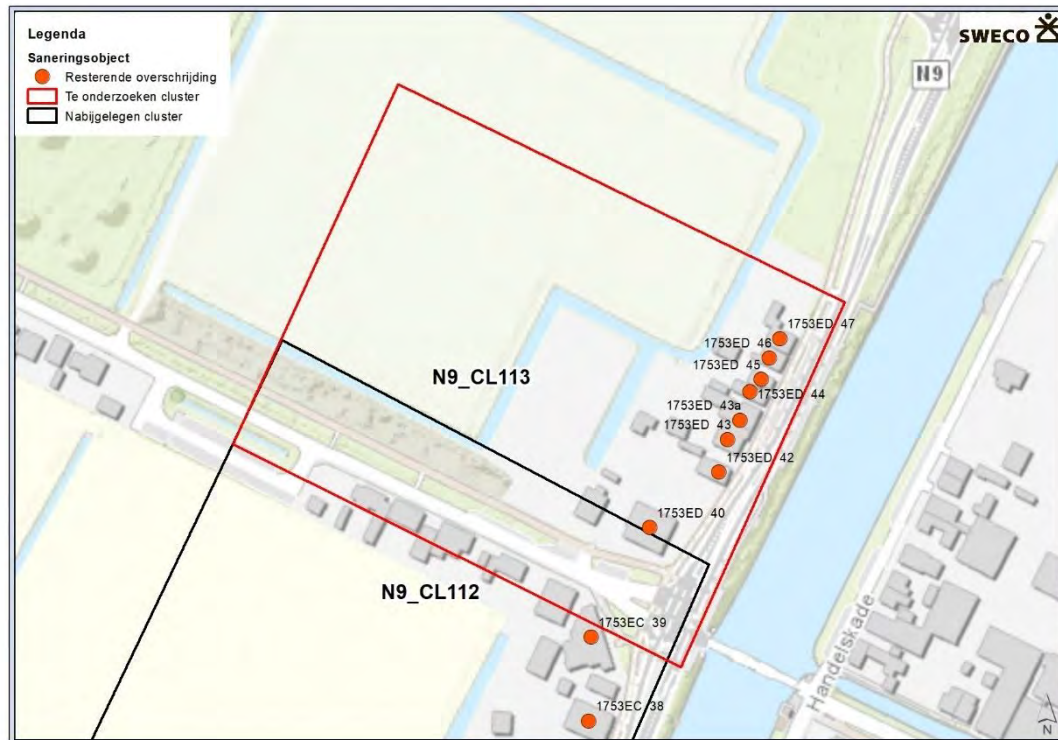 Legenda
Saneringsobject
Resterende overschrijding
Te onderzoeken cluster
Nabijgelegen cluster
SWECO
N9
1753ED 47
1753ED 46
1753ED 45
1753ED 44
1753ED 43a
1753ED 43
1753ED 42
1753ED 40
N9_CL113
N9_CL112
1753EC 39
1753EC 38
Handelskade
N